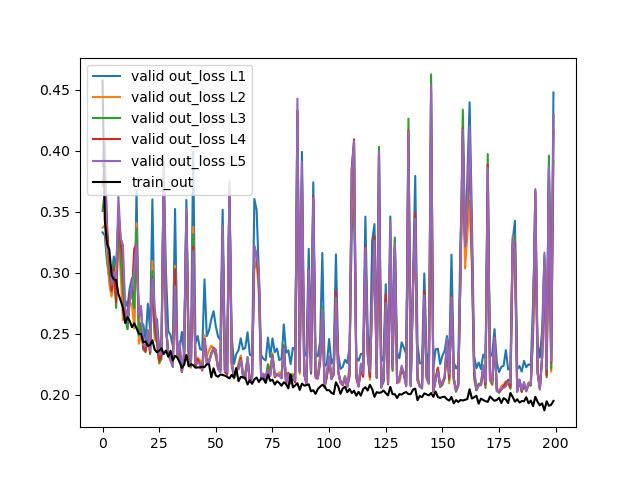 valid out_loss L1
valid out_loss L2
valid out_loss L3
valid out_loss L4
valid out_loss L5
train_out
0.45
0.40
0.35
0.30
0.25
0.20
0 25 50 75 100 125 150 175 200